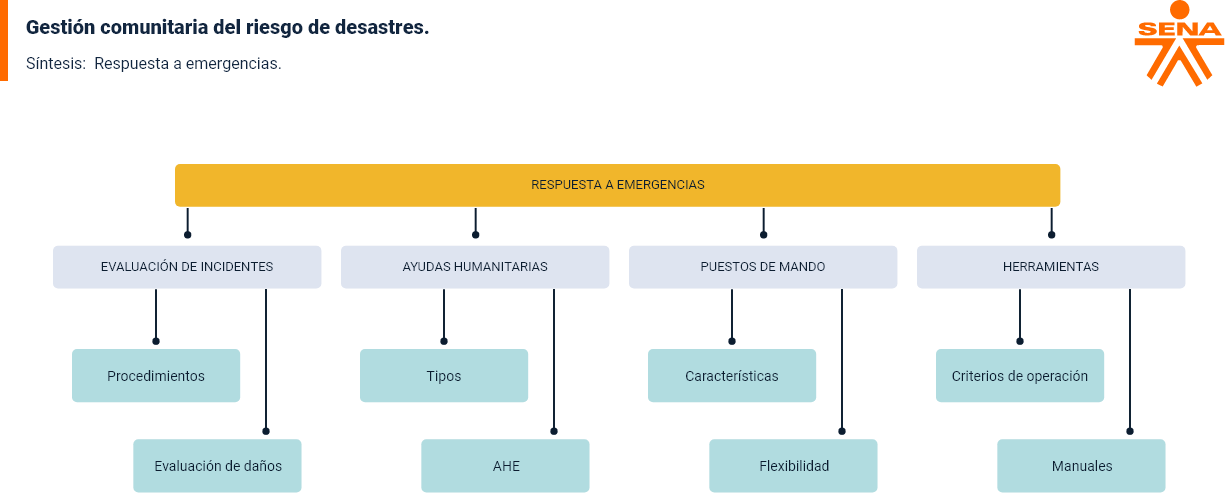 Gestión comunitaria del riesgo de desastres.
Síntesis: Respuesta a emergencias.
SENA
RESPUESTA A EMERGENCIAS
EVALUACIÓN DE INCIDENTES
AYUDAS HUMANITARIAS
PUESTOS DE MANDO
HERRAMIENTAS
Procedimientos
Tipos
Características
Criterios de operación
Evaluación de daños
AHE
Flexibilidad
Manuales